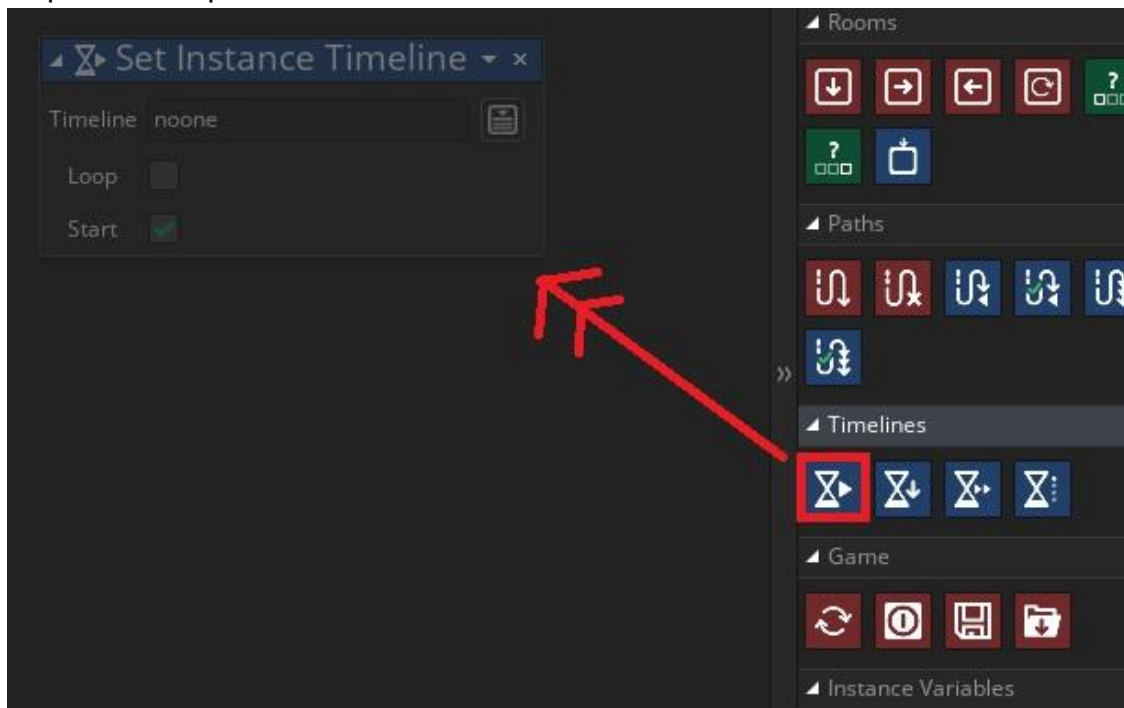 Set Instance Timeline
Timeline noone
Loop
Start
Rooms
Paths
Timelines
Game
Instance Variables